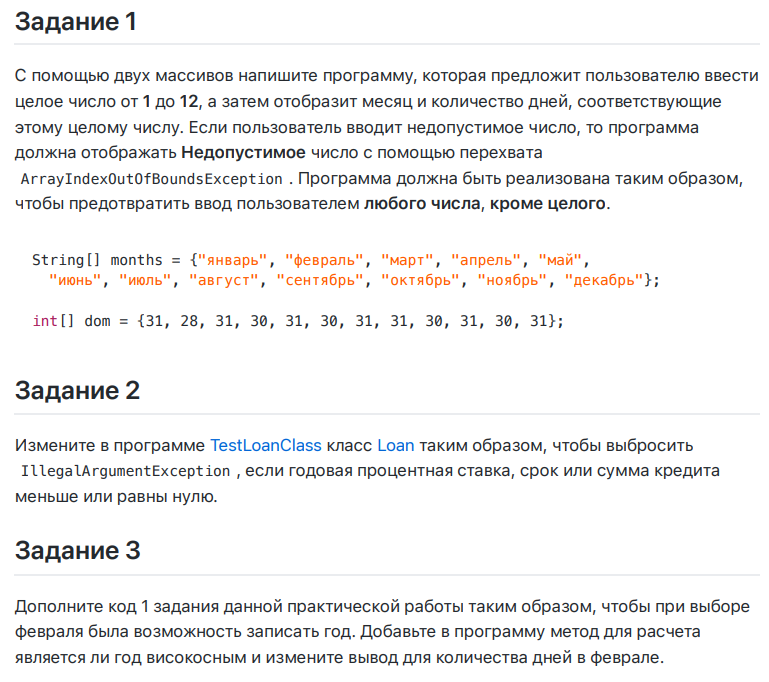 Задание 1
С помощью двух массивов напишите программу, которая предложит пользователю ввести
целое число от 1 до 12, а затем отобразит месяц и количество дней, соответствующие
этому целому числу. Если пользователь вводит недопустимое число, то программа
должна отображать Недопустимое число с помощью перехвата
ArrayIndexOutOfBoundsException . Программа должна быть реализована таким образом,
чтобы предотвратить ввод пользователем любого числа, кроме целого.
String[] months = {"январь", "февраль", "март", "апрель", "май",
"июнь", "июль", "август", "сентябрь", "октябрь", "ноябрь", "декабрь"};
int[] dom = {31, 28, 31, 30, 31, 30, 31, 31, 30, 31, 30, 31};
Задание 2
Измените в программе TestLoanClass класс Loan таким образом, чтобы выбросить
IllegalArgumentException , если годовая процентная ставка, срок или сумма кредита
меньше или равны нулю.
Задание 3
Дополните код 1 задания данной практической работы таким образом, чтобы при выборе
февраля была возможность записать год. Добавьте в программу метод для расчета
является ли год високосным и измените вывод для количества дней в феврале.